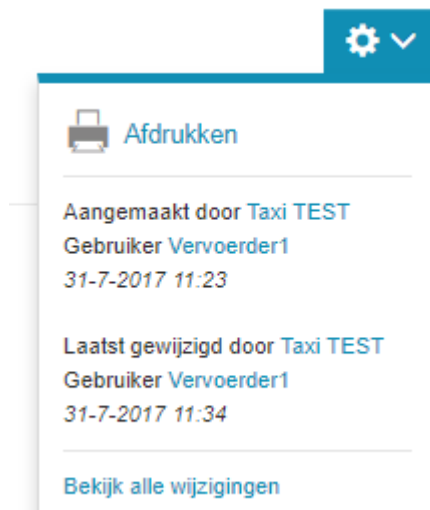 Afdrukken
Aangemaakt door Taxi TEST
Gebruiker Vervoerder1
31-7-2017 11:23
Laatst gewijzigd door Taxi TEST
Gebruiker Vervoerder1
31-7-2017 11:34
Bekijk alle wijzigingen